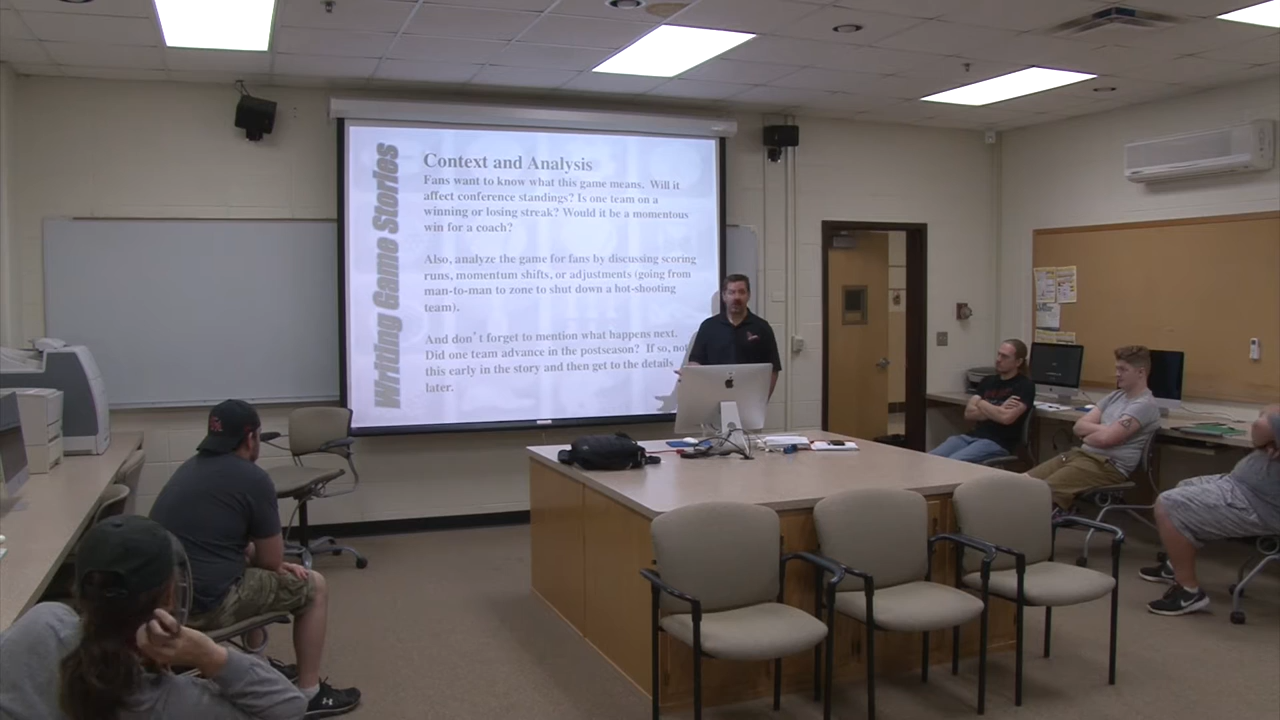 Writing Game Stories
Context and Analysis
Fans want to know what this game means. Will it
affect conference standings? Is one team on a
winning or losing streak? Would it be a momentous
win for a coach?
Also, analyze the game for fans by discussing scoring
runs, momentum shifts, or adjustments (going from
man-to-man to zone to shut down a hot-shooting
team).
And don't forget to mention what happens next.
Did one team advance in the postseason? If so, not
this early in the story and then get to the details
later.